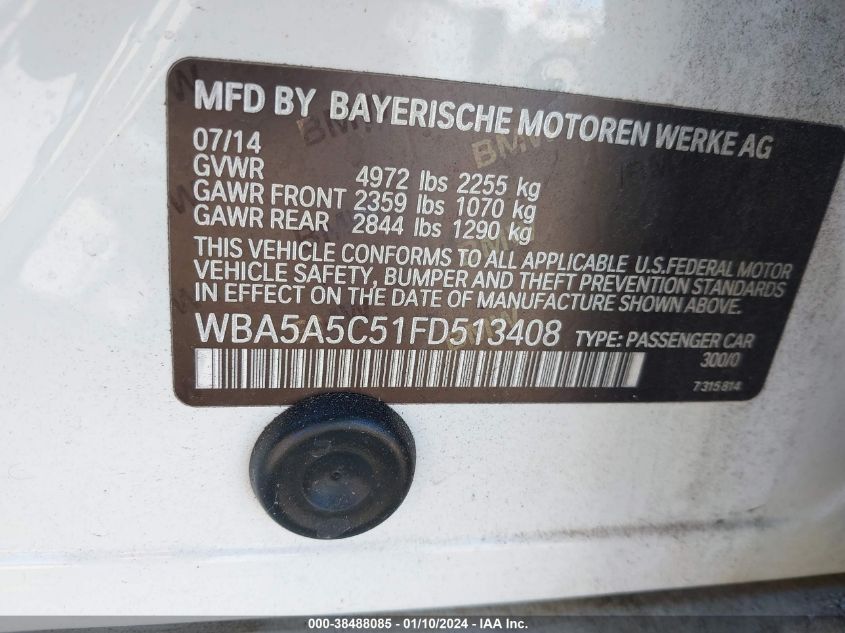 MFD BY BAYERISCHE MOTOREN WERKE AG
07/14
GVWR 4972 lbs 2255 kg
GAWR FRONT 2359 lbs 1070 kg
GAWR REAR 2844 lbs 1290 kg
THIS VEHICLE CONFORMS TO ALL APPLICABLE U.S.FEDERAL MOTOR
VEHICLE SAFETY, BUMPER AND THEFT PREVENTION STANDARDS
IN EFFECT ON THE DATE OF MANUFACTURE SHOWN ABOVE.
WBA5A5C51FD513408 TYPE: PASSENGER CAR
300/0
7315814
000-38488085 - 01/10/2024 - 1IMAGE.COM